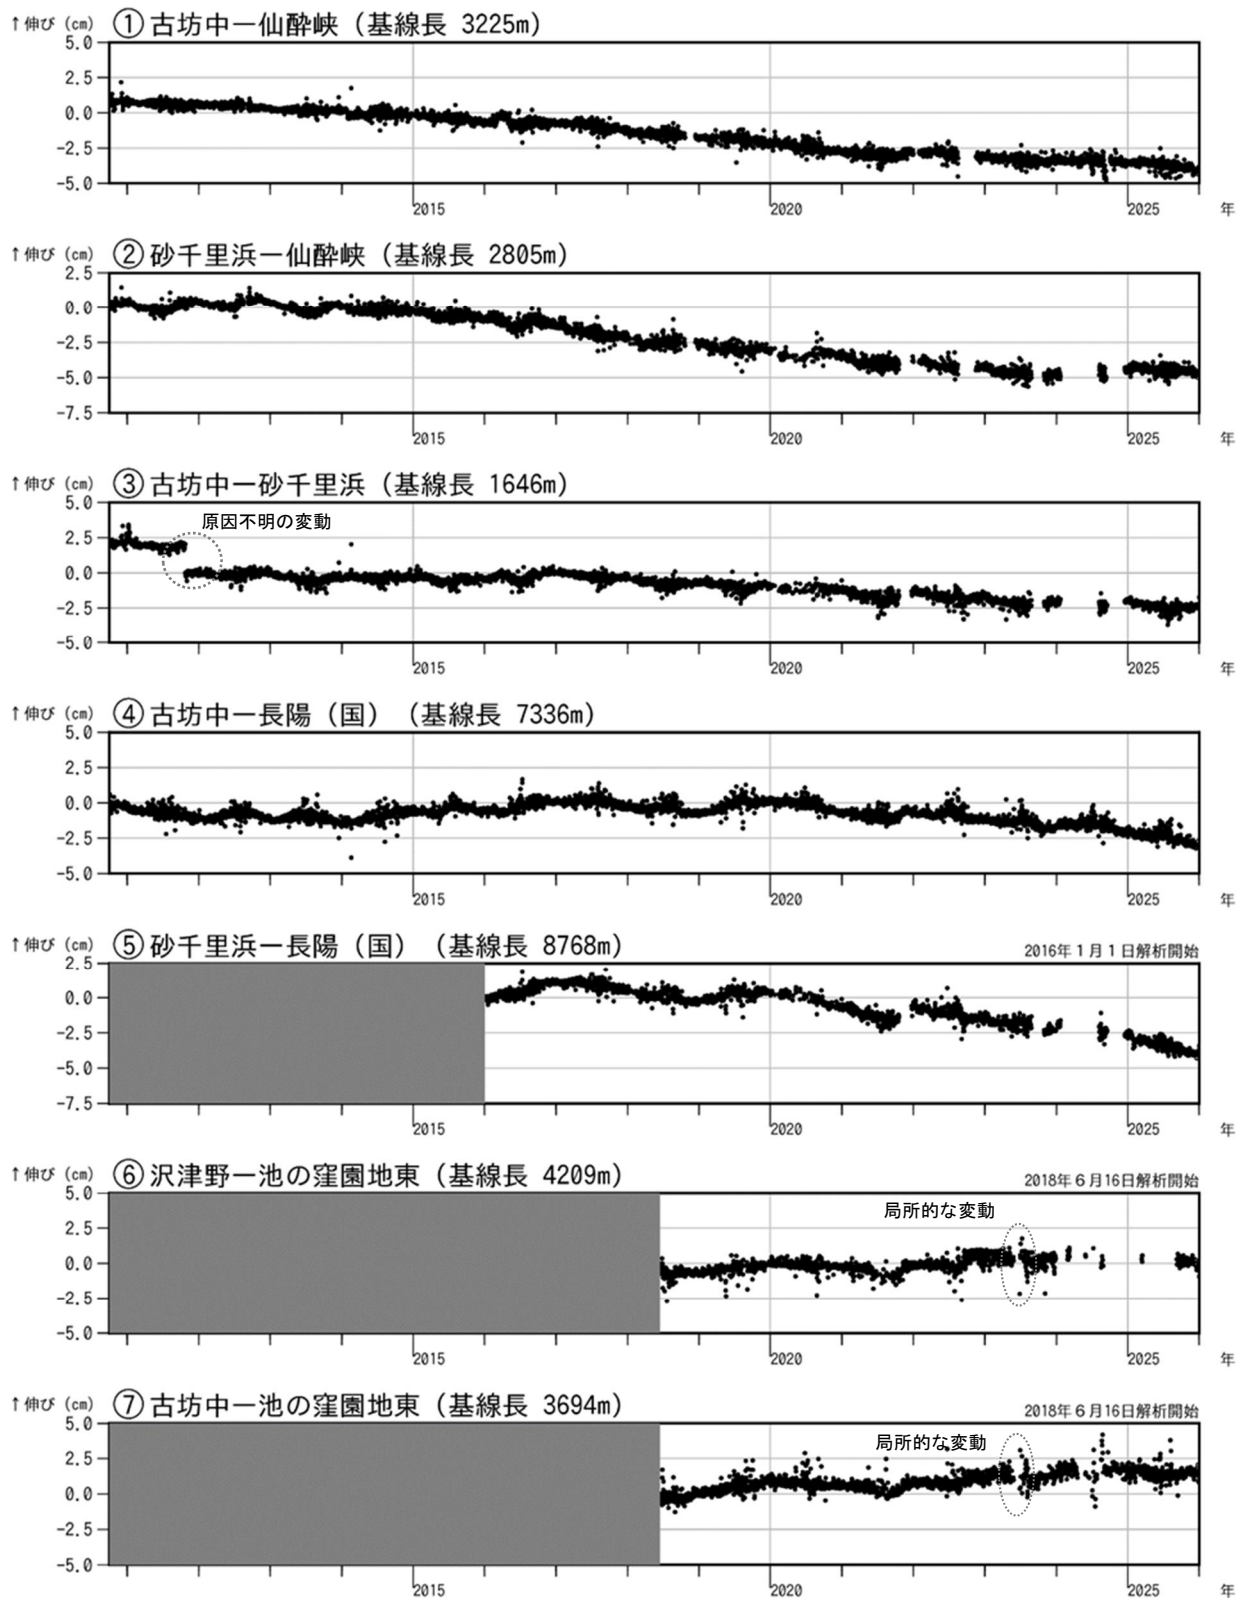 ↑伸び（cm） ①古坊中ー仙酔峡（基線長 3225m）
5.0
2.5
0.0
-2.5
-5.0
2015 2020 2025 年
↑伸び（cm） ②砂千里浜ー仙酔峡（基線長 2805m）
2.5
0.0
-2.5
-5.0
-7.5
2015 2020 2025 年
↑伸び（cm） ③古坊中ー砂千里浜（基線長 1646m）
5.0
原因不明の変動
2.5
0.0
-2.5
-5.0
2015 2020 2025 年
↑伸び（cm） ④古坊中ー長陽（国）（基線長 7336m）
5.0
2.5
0.0
-2.5
-5.0
2015 2020 2025 年
↑伸び（cm） ⑤砂千里浜ー長陽（国）（基線長 8768m） 2016年１月１日解析開始
2.5
0.0
-2.5
-5.0
-7.5
2015 2020 2025 年
↑伸び（cm） ⑥沢津野ー池の窪園地東（基線長 4209m） 2018年６月16日解析開始
5.0
局所的な変動
2.5
0.0
-2.5
-5.0
2015 2020 2025 年
↑伸び（cm） ⑦古坊中ー池の窪園地東（基線長 3694m） 2018年６月16日解析開始
5.0
局所的な変動
2.5
0.0
-2.5
-5.0
2015 2020 2025 年